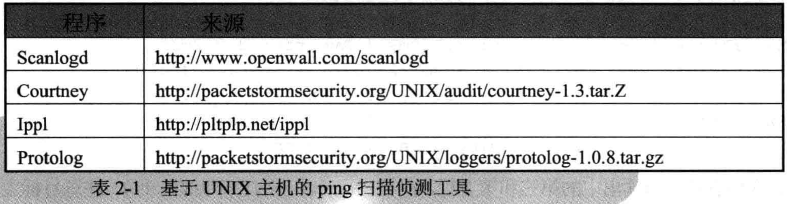 程序 来源
Scanlogd http://www.openwall.com/scanlogd
Courtney http://packetstormsecurity.org/UNIX/audit/courtney-1.3.tar.Z
Ippl http://pltplp.net/ippl
Protolog http://packetstormsecurity.org/UNIX/loggers/protolog-1.0.8.tar.gz
表 2-1 基于 UNIX 主机的 ping 扫描侦测工具